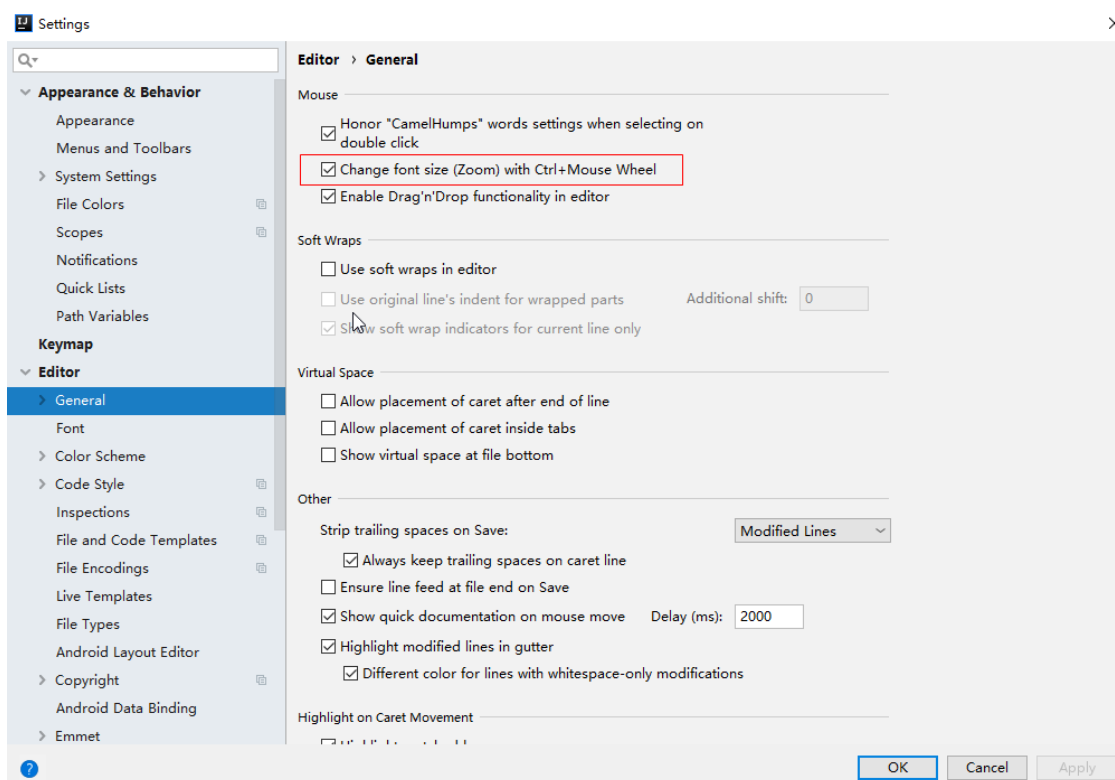 Settings
Appearance & Behavior
Appearance
Menus and Toolbars
System Settings
File Colors
Scopes
Notifications
Quick Lists
Path Variables
Keymap
Editor
General
Font
Color Scheme
Code Style
Inspections
File and Code Templates
File Encodings
Live Templates
File Types
Android Layout Editor
Copyright
Android Data Binding
Emmet
Editor › General
Mouse
Honor "CamelHumps" words settings when selecting on
double click
Change font size (Zoom) with Ctrl+Mouse Wheel
Enable Drag'n'Drop functionality in editor
Soft Wraps
Use soft wraps in editor
Use original line's indent for wrapped parts Additional shift: 0
Show soft wrap indicators for current line only
Virtual Space
Allow placement of caret after end of line
Allow placement of caret inside tabs
Show virtual space at file bottom
Other
Strip trailing spaces on Save: Modified Lines
Always keep trailing spaces on caret line
Ensure line feed at file end on Save
Show quick documentation on mouse move Delay (ms): 2000
Highlight modified lines in gutter
Different color for lines with whitespace-only modifications
Highlight on Caret Movement
? OK Cancel Apply